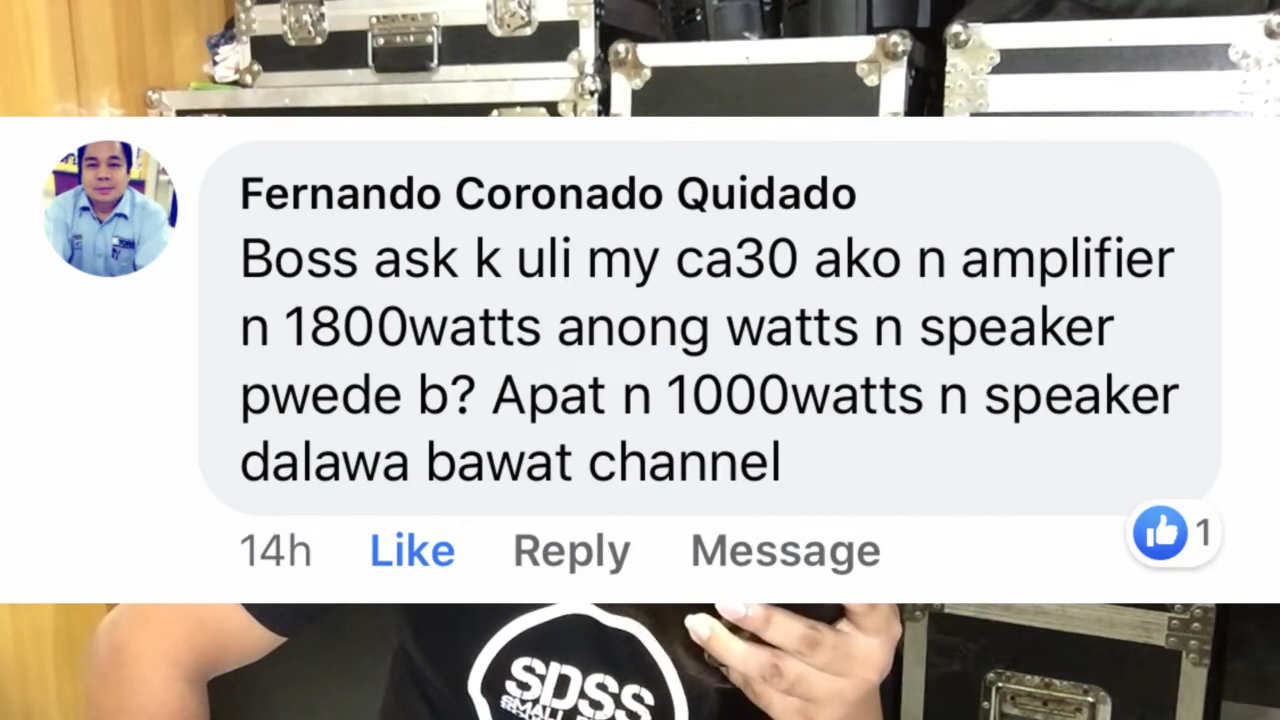 Fernando Coronado Quidado
Boss ask k uli my ca30 ako n amplifier
n 1800watts anong watts n speaker
pwede b? Apat n 1000watts n speaker
dalawa bawat channel
14h Like Reply Message
1
SDSS
SMALL